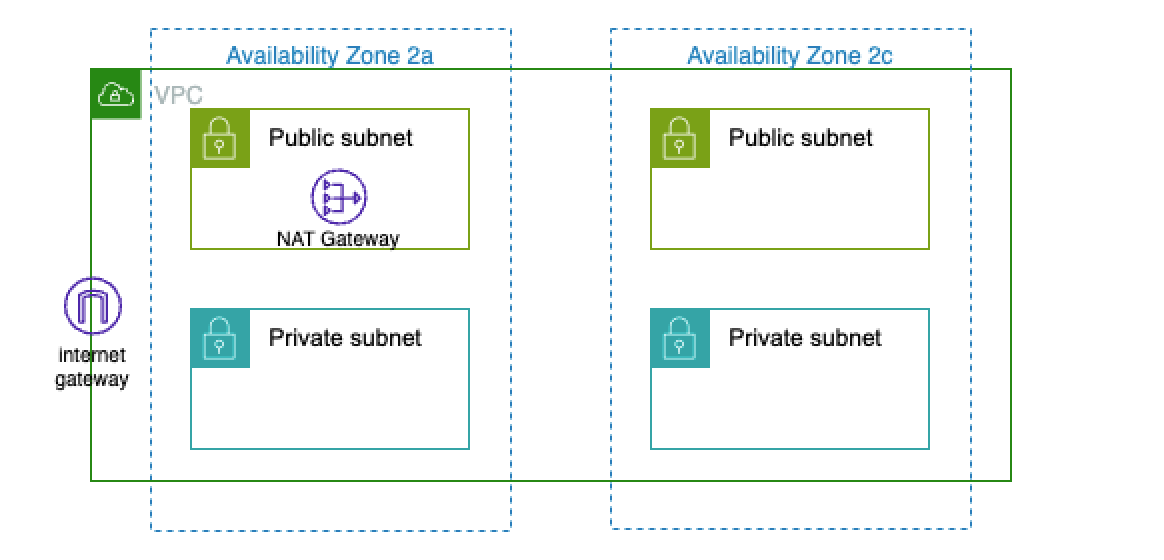 Availability Zone 2a
Availability Zone 2c
VPC
Public subnet
Public subnet
NAT Gateway
internet
gateway
Private subnet
Private subnet